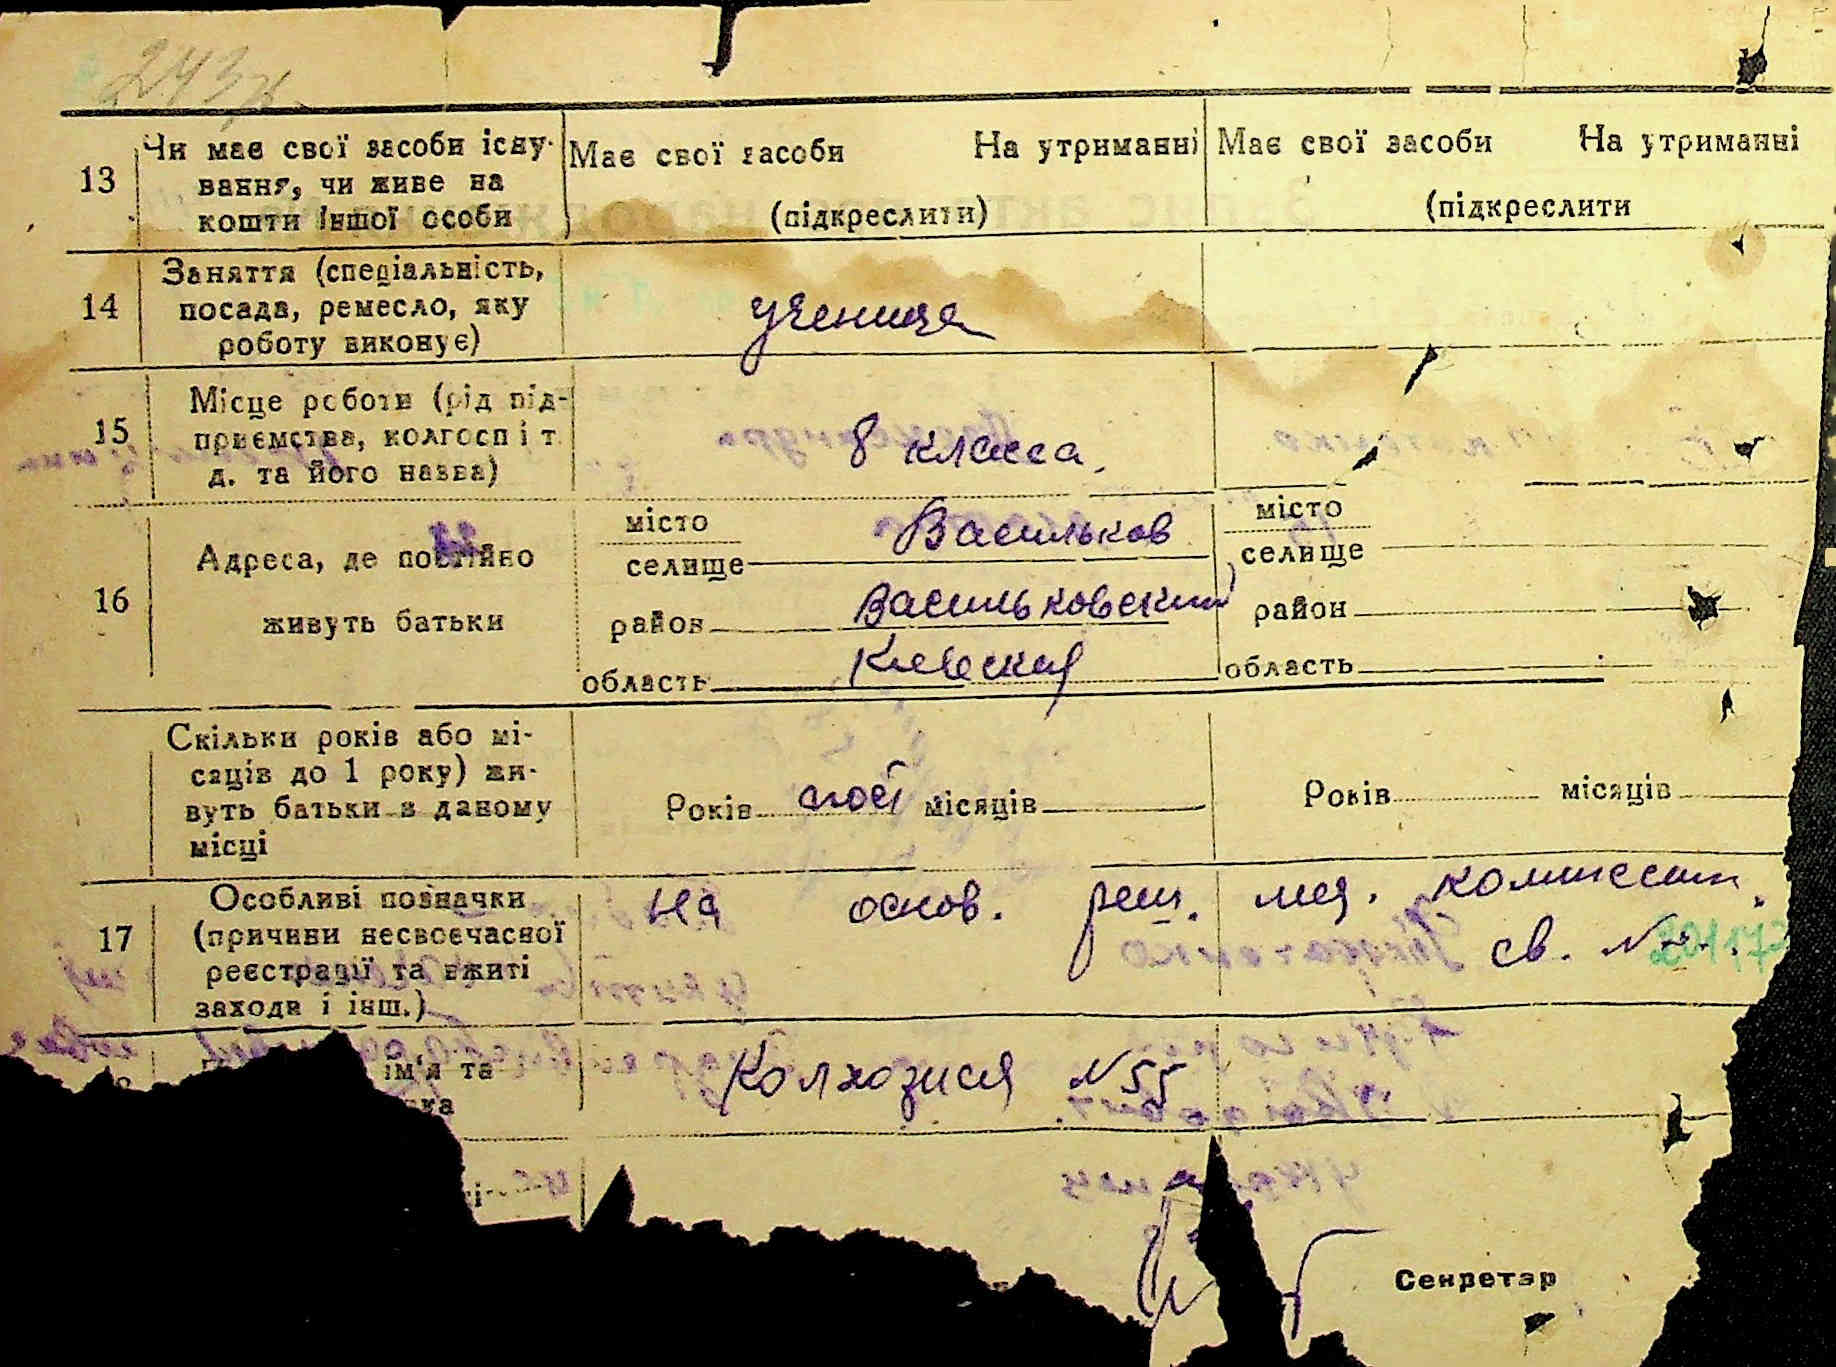 243
13 Чи має свої засоби існу- Має свої засоби На утриманні Має свої засоби На утриманні
вання, чи живе на
кошти іншої особи (підкреслити) (підкреслити
Заняття (спеціальність,
14 посада, ремесло, яку ученица
роботу виконує)
Місце роботи (рід під-
15 приємства, колгосп і т 8 класса.
д. та його назва)
місто Васильков місто
Адреса, де постійно селище селище
16 живуть батьки район Васильковский район
область Киевская область
Скільки років або мі-
сяців до 1 року) жи-
вуть батьки в даному Років пост місяців Років місяців
місці
Особливі позначки На основ. реш. мед. комиссии.
17 (причини несвоєчасної св. №
реєстрації та вжиті
заходи і інш.)
ім'я та Колхозная №55
Секретар